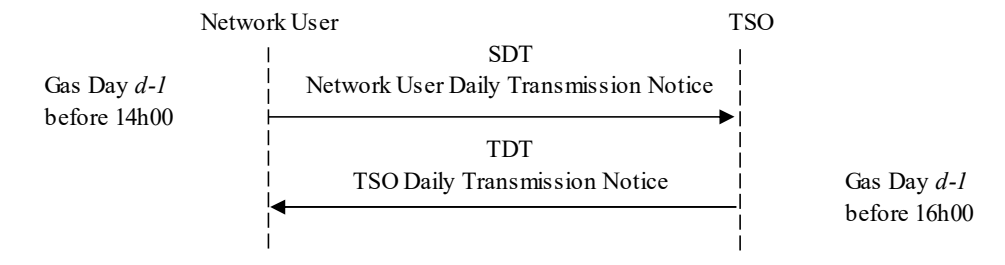 Network User
TSO
SDT
Gas Day d-1
before 14h00
Network User Daily Transmission Notice
TDT
TSO Daily Transmission Notice
Gas Day d-1
before 16h00